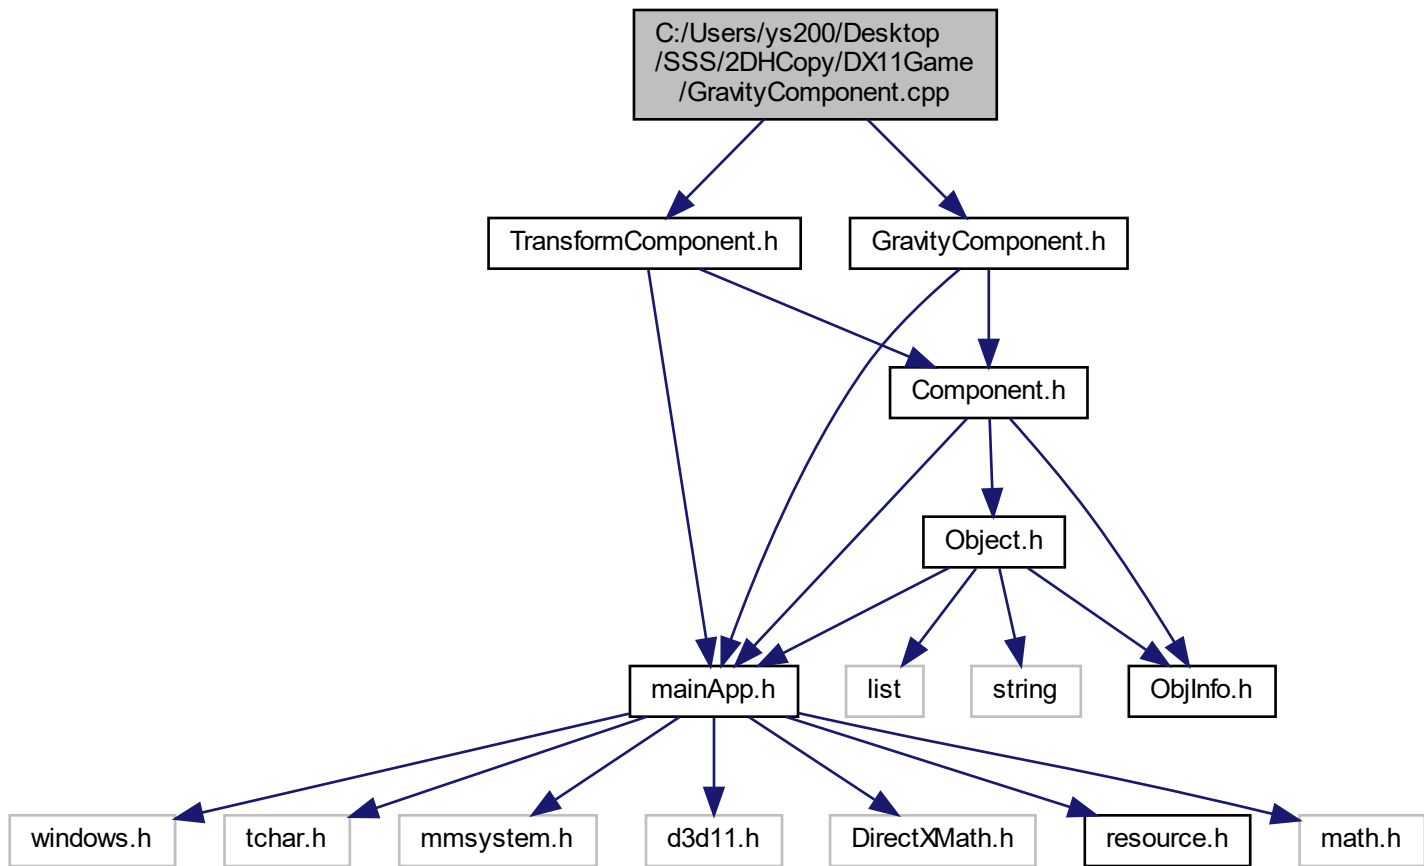 C:/Users/ys200/Desktop
/SSS/2DHCopy/DX11Game
/GravityComponent.cpp
TransformComponent.h
GravityComponent.h
Component.h
Object.h
mainApp.h
list
string
ObjInfo.h
windows.h
tchar.h
mmsystem.h
d3d11.h
DirectXMath.h
resource.h
math.h